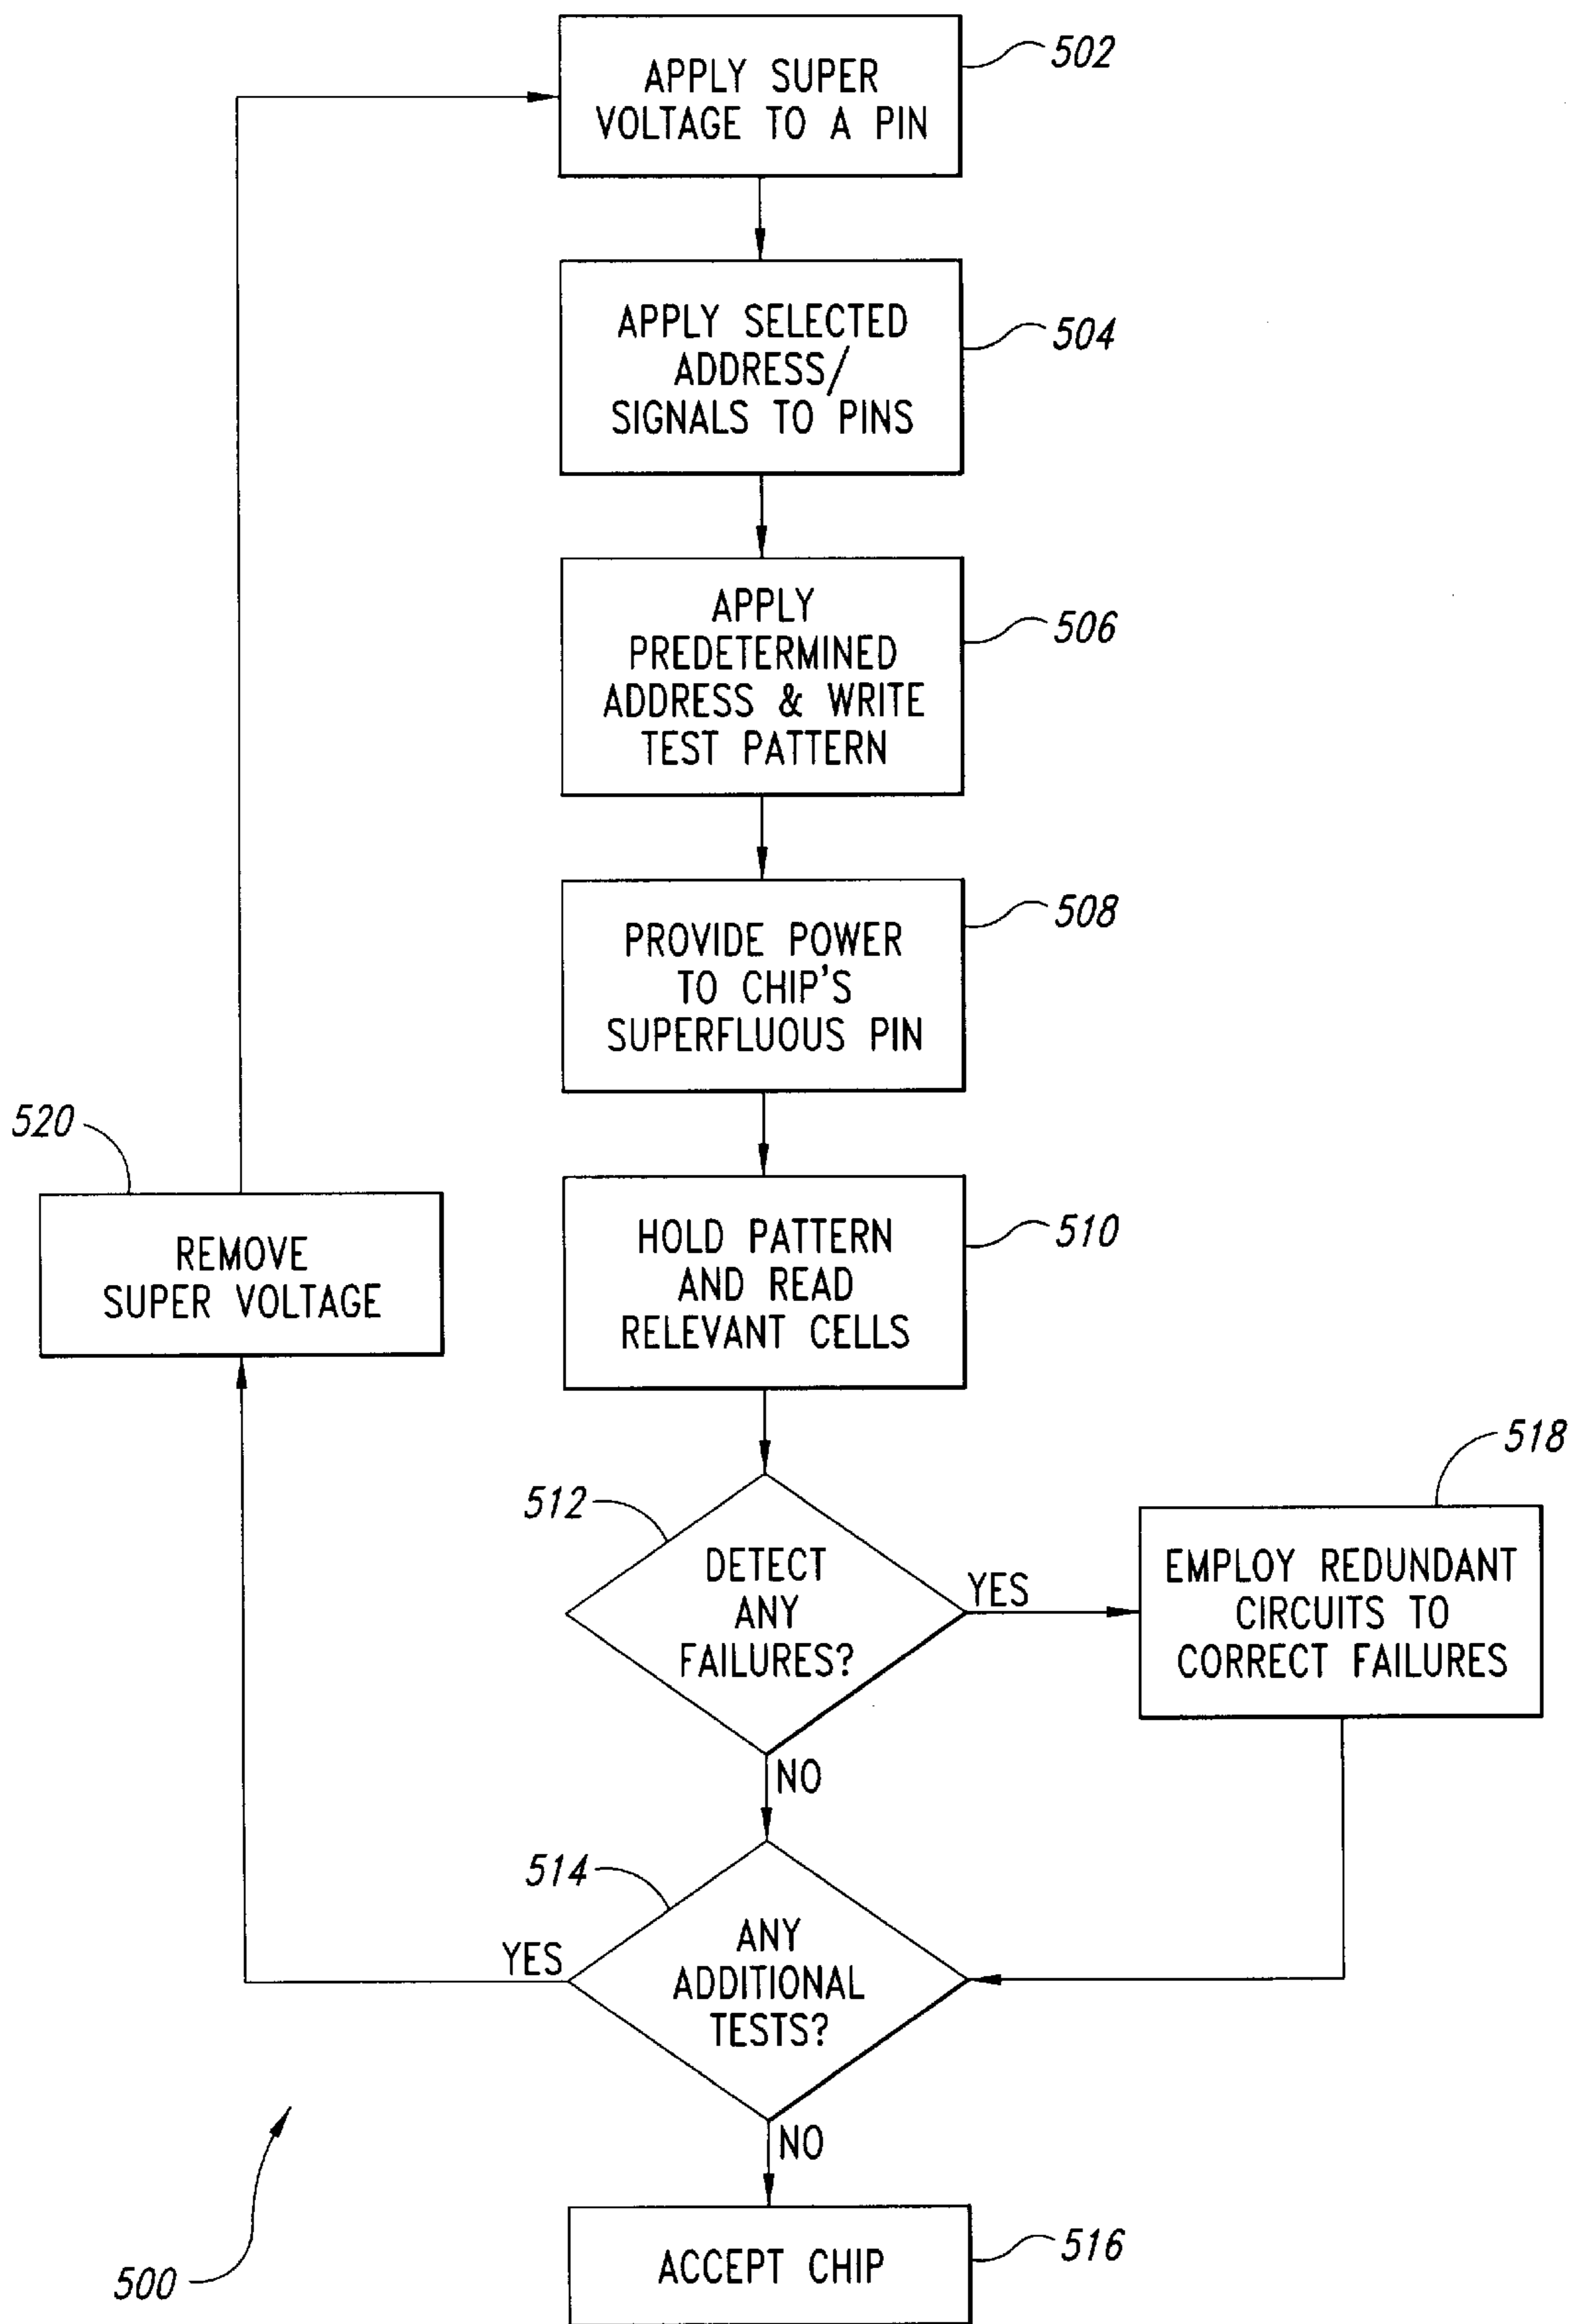 APPLY SUPER
VOLTAGE TO A PIN
502
APPLY SELECTED
ADDRESS/
SIGNALS TO PINS
504
APPLY
PREDETERMINED
ADDRESS & WRITE
TEST PATTERN
506
PROVIDE POWER
TO CHIP'S
SUPERFLUOUS PIN
508
520
REMOVE
SUPER VOLTAGE
HOLD PATTERN
AND READ
RELEVANT CELLS
510
512
DETECT
ANY
FAILURES?
YES
NO
518
EMPLOY REDUNDANT
CIRCUITS TO
CORRECT FAILURES
514
ANY
ADDITIONAL
TESTS?
YES
NO
500
ACCEPT CHIP
516